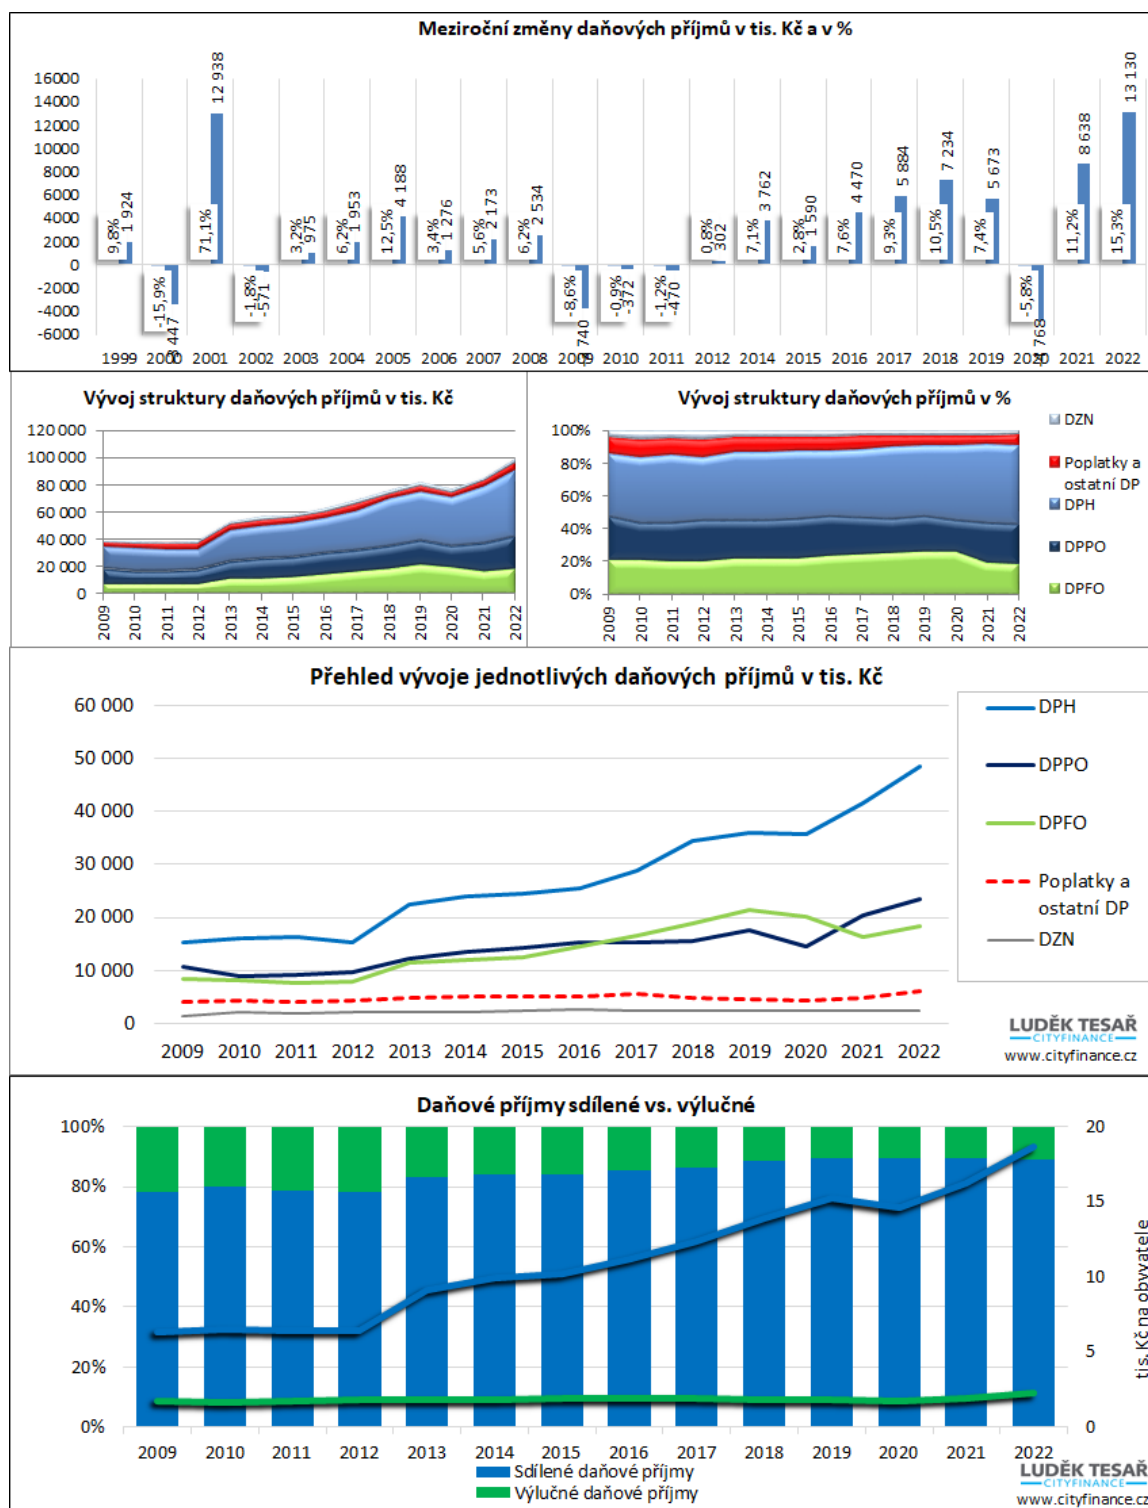 Meziroční změny daňových příjmů v tis. Kč a v %
16000
14000
12000
10000
8000
6000
4000
2000
0
-2000
-4000
-6000
9,8% 1 924
-15,9% 3 447
71,1% 12 938
-1,8% -571
3,2% 975
6,2% 1 953
12,5% 4 188
3,4% 1 276
5,6% 2 173
6,2% 2 534
-8,6% 740
-0,9% -372
-1,2% -470
0,8% 302
7,1% 3 762
2,8% 1 590
7,6% 4 470
9,3% 5 884
10,5% 7 234
7,4% 5 673
-5,8% 768
11,2% 8 638
15,3% 13 130
1999 2000 2001 2002 2003 2004 2005 2006 2007 2008 2009 2010 2011 2012 2014 2015 2016 2017 2018 2019 2020 2021 2022
Vývoj struktury daňových příjmů v tis. Kč
120 000
100 000
80 000
60 000
40 000
20 000
0
2009 2010 2011 2012 2013 2014 2015 2016 2017 2018 2019 2020 2021 2022
Vývoj struktury daňových příjmů v %
100%
80%
60%
40%
20%
0%
2009 2010 2011 2012 2013 2014 2015 2016 2017 2018 2019 2020 2021 2022
DZN
Poplatky a
ostatní DP
DPH
DPPO
DPFO
Přehled vývoje jednotlivých daňových příjmů v tis. Kč
60 000
50 000
40 000
30 000
20 000
10 000
0
2009 2010 2011 2012 2013 2014 2015 2016 2017 2018 2019 2020 2021 2022
DPH
DPPO
DPFO
Poplatky a
ostatní DP
DZN
LUDĚK TESAŘ
CITYFINANCE
www.cityfinance.cz
Daňové příjmy sdílené vs. výlučné
100%
80%
60%
40%
20%
0%
20
15
10
5
0
tis. Kč na obyvatele
2009 2010 2011 2012 2013 2014 2015 2016 2017 2018 2019 2020 2021 2022
Sdílené daňové příjmy
Výlučné daňové příjmy
LUDĚK TESAŘ
CITYFINANCE
www.cityfinance.cz